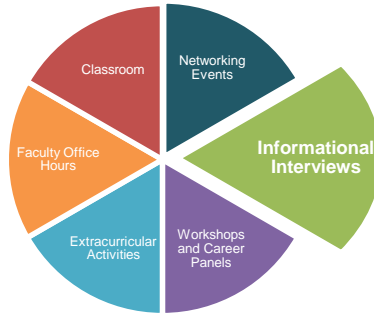 Classroom
Networking
Events
Informational
Interviews
Workshops
and Career
Panels
Extracurricular
Activities
Faculty Office
Hours